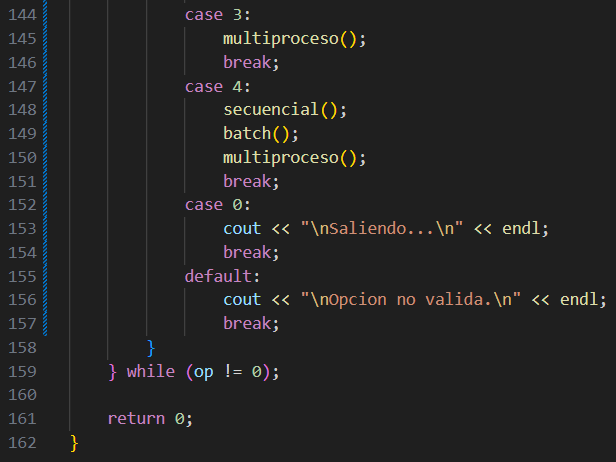 144 case 3:
145 multiproceso();
146 break;
147 case 4:
148 secuencial();
149 batch();
150 multiproceso();
151 break;
152 case 0:
153 cout << "\nSaliendo...\n" << endl;
154 break;
155 default:
156 cout << "\nOpcion no valida.\n" << endl;
157 break;
158 }
159 } while (op != 0);
160
161 return 0;
162 }